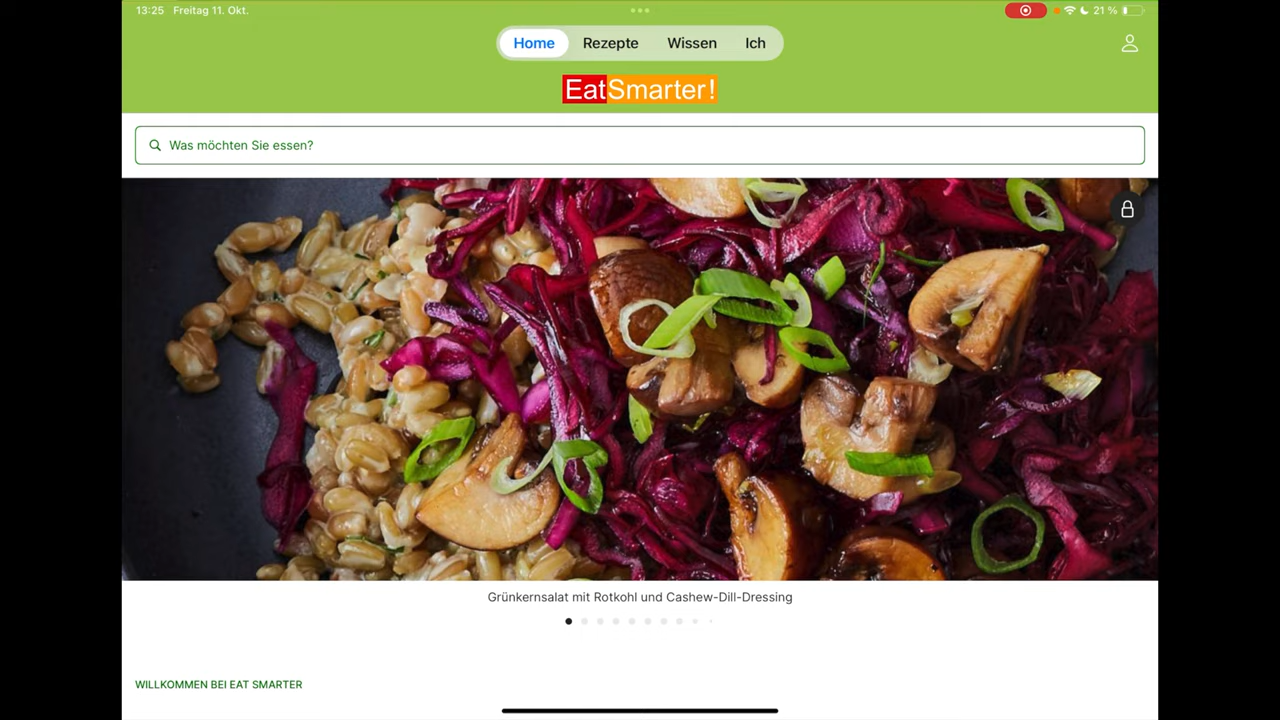 13:25 Freitag 11. Okt.
21 %
Home Rezepte Wissen Ich
EatSmarter!
Was möchten Sie essen?
Grünkernsalat mit Rotkohl und Cashew-Dill-Dressing
WILLKOMMEN BEI EAT SMARTER